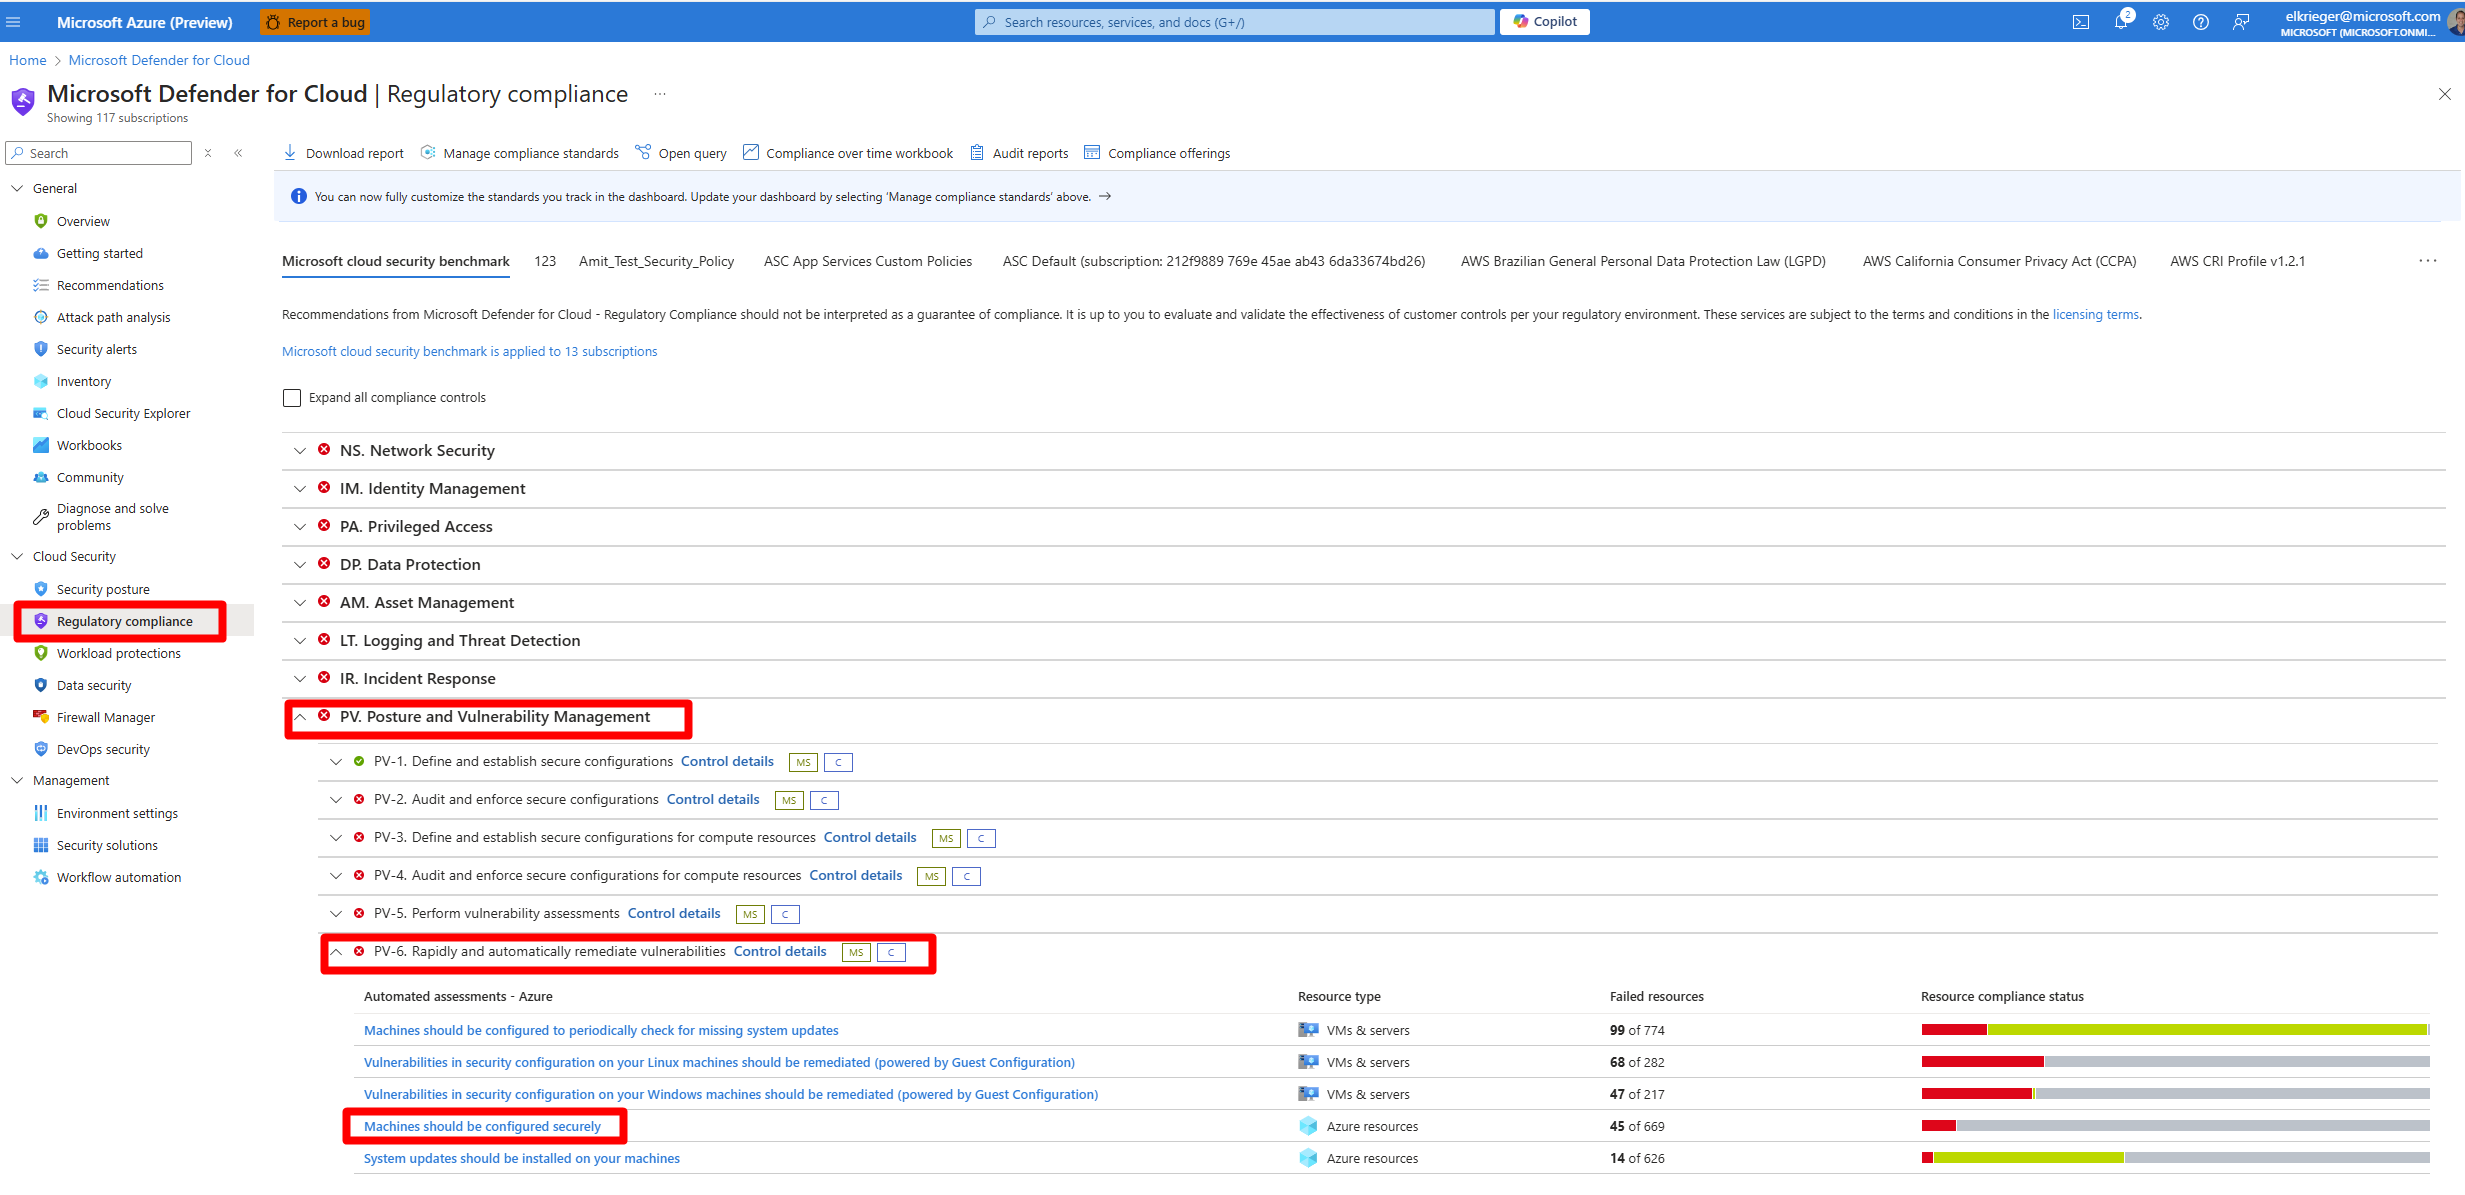 Microsoft Azure (Preview)
Report a bug
Search resources, services, and docs (G+/)
Copilot
2
elkrieger@microsoft.com
MICROSOFT (MICROSOFT.ONMI...
Home > Microsoft Defender for Cloud
Microsoft Defender for Cloud | Regulatory compliance ...
Showing 117 subscriptions
Search
General
Overview
Getting started
Recommendations
Attack path analysis
Security alerts
Inventory
Cloud Security Explorer
Workbooks
Community
Diagnose and solve
problems
Cloud Security
Security posture
Regulatory compliance
Workload protections
Data security
Firewall Manager
DevOps security
Management
Environment settings
Security solutions
Workflow automation
Download report Manage compliance standards Open query Compliance over time workbook Audit reports Compliance offerings
You can now fully customize the standards you track in the dashboard. Update your dashboard by selecting ‘Manage compliance standards’ above. →
Microsoft cloud security benchmark 123 Amit_Test_Security_Policy ASC App Services Custom Policies ASC Default (subscription: 212f9889 769e 45ae ab43 6da33674bd26) AWS Brazilian General Personal Data Protection Law (LGPD) AWS California Consumer Privacy Act (CCPA) AWS CRI Profile v1.2.1 ...
Recommendations from Microsoft Defender for Cloud - Regulatory Compliance should not be interpreted as a guarantee of compliance. It is up to you to evaluate and validate the effectiveness of customer controls per your regulatory environment. These services are subject to the terms and conditions in the licensing terms.
Microsoft cloud security benchmark is applied to 13 subscriptions
Expand all compliance controls
NS. Network Security
IM. Identity Management
PA. Privileged Access
DP. Data Protection
AM. Asset Management
LT. Logging and Threat Detection
IR. Incident Response
PV. Posture and Vulnerability Management
PV-1. Define and establish secure configurations Control details MS C
PV-2. Audit and enforce secure configurations Control details MS C
PV-3. Define and establish secure configurations for compute resources Control details MS C
PV-4. Audit and enforce secure configurations for compute resources Control details MS C
PV-5. Perform vulnerability assessments Control details MS C
PV-6. Rapidly and automatically remediate vulnerabilities Control details MS C
Automated assessments - Azure Resource type Failed resources Resource compliance status
Machines should be configured to periodically check for missing system updates VMs & servers 99 of 774
Vulnerabilities in security configuration on your Linux machines should be remediated (powered by Guest Configuration) VMs & servers 68 of 282
Vulnerabilities in security configuration on your Windows machines should be remediated (powered by Guest Configuration) VMs & servers 47 of 217
Machines should be configured securely Azure resources 45 of 669
System updates should be installed on your machines Azure resources 14 of 626